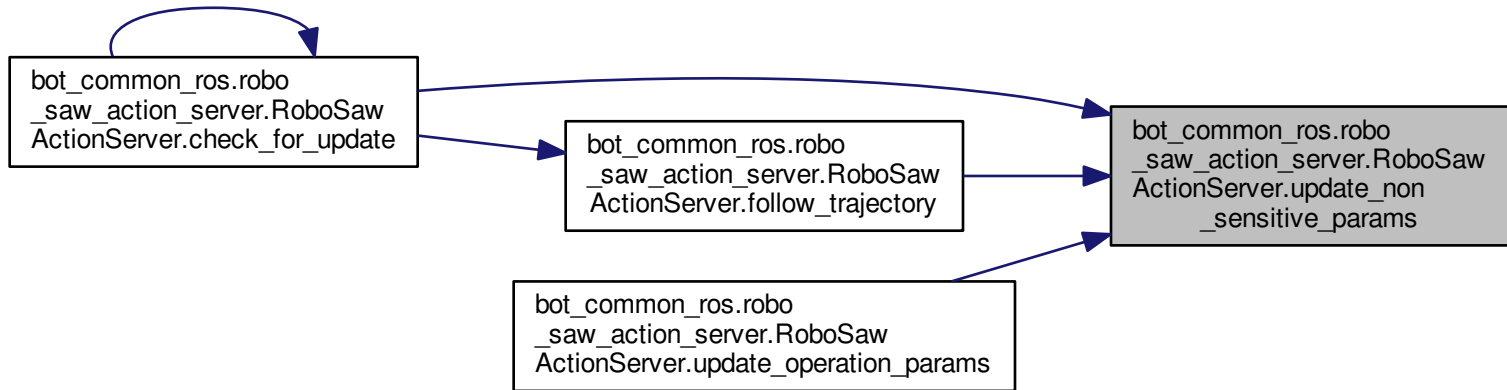 bot_common_ros.robo
_saw_action_server.RoboSaw
ActionServer.check_for_update
bot_common_ros.robo
_saw_action_server.RoboSaw
ActionServer.follow_trajectory
bot_common_ros.robo
_saw_action_server.RoboSaw
ActionServer.update_operation_params
bot_common_ros.robo
_saw_action_server.RoboSaw
ActionServer.update_non
_sensitive_params